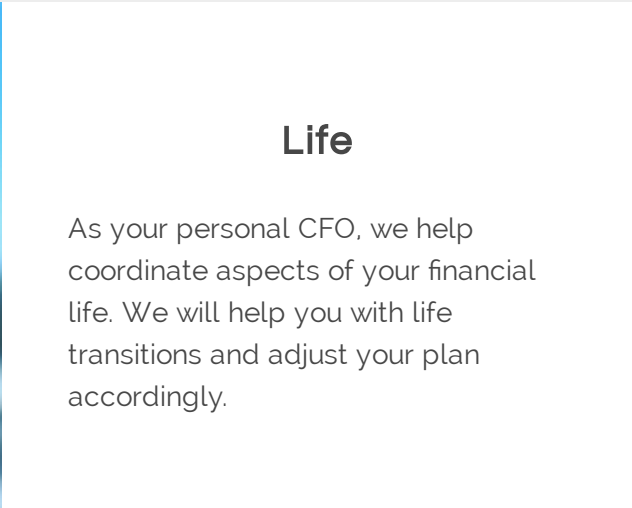 Life
As your personal CFO, we help
coordinate aspects of your financial
life. We will help you with life
transitions and adjust your plan
accordingly.